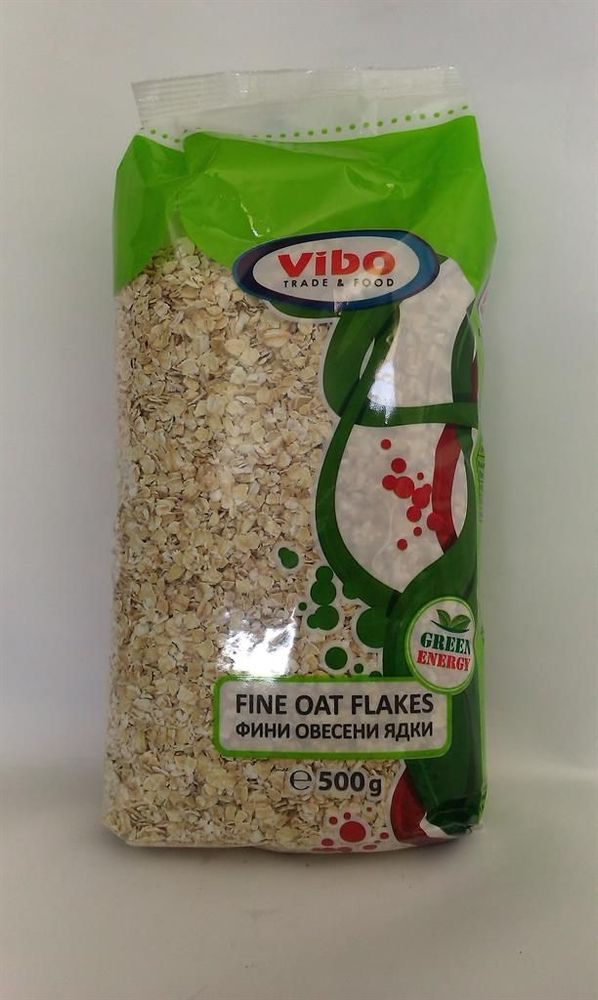 Vibo
TRADE & FOOD
GREEN
ENERGY
FINE OAT FLAKES
ФИНИ ОВЕСЕНИ ЯДКИ
℮ 500g